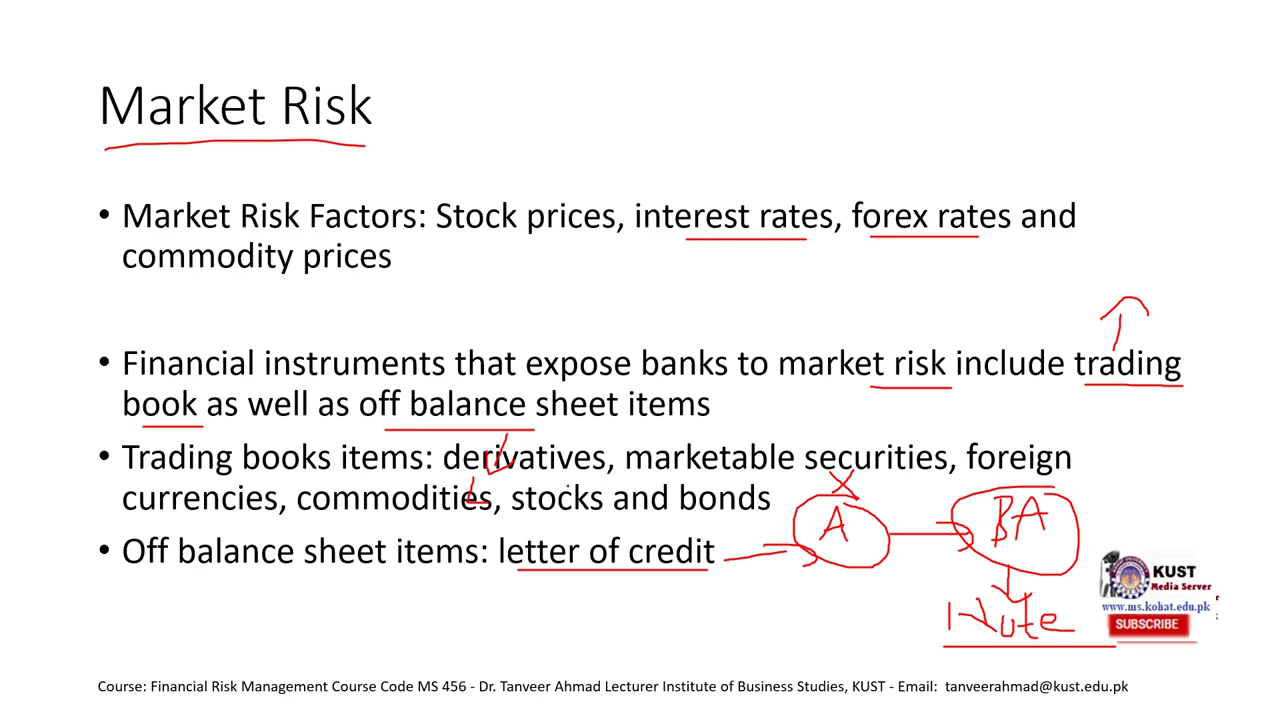 Market Risk
• Market Risk Factors: Stock prices, interest rates, forex rates and
commodity prices
• Financial instruments that expose banks to market risk include trading
book as well as off balance sheet items
• Trading books items: derivatives, marketable securities, foreign
currencies, commodities, stocks and bonds
• Off balance sheet items: letter of credit
A
BA
Note
KUST
Media Server
www.ms.kohat.edu.pk
SUBSCRIBE
Course: Financial Risk Management Course Code MS 456 - Dr. Tanveer Ahmad Lecturer Institute of Business Studies, KUST - Email: tanveerahmad@kust.edu.pk